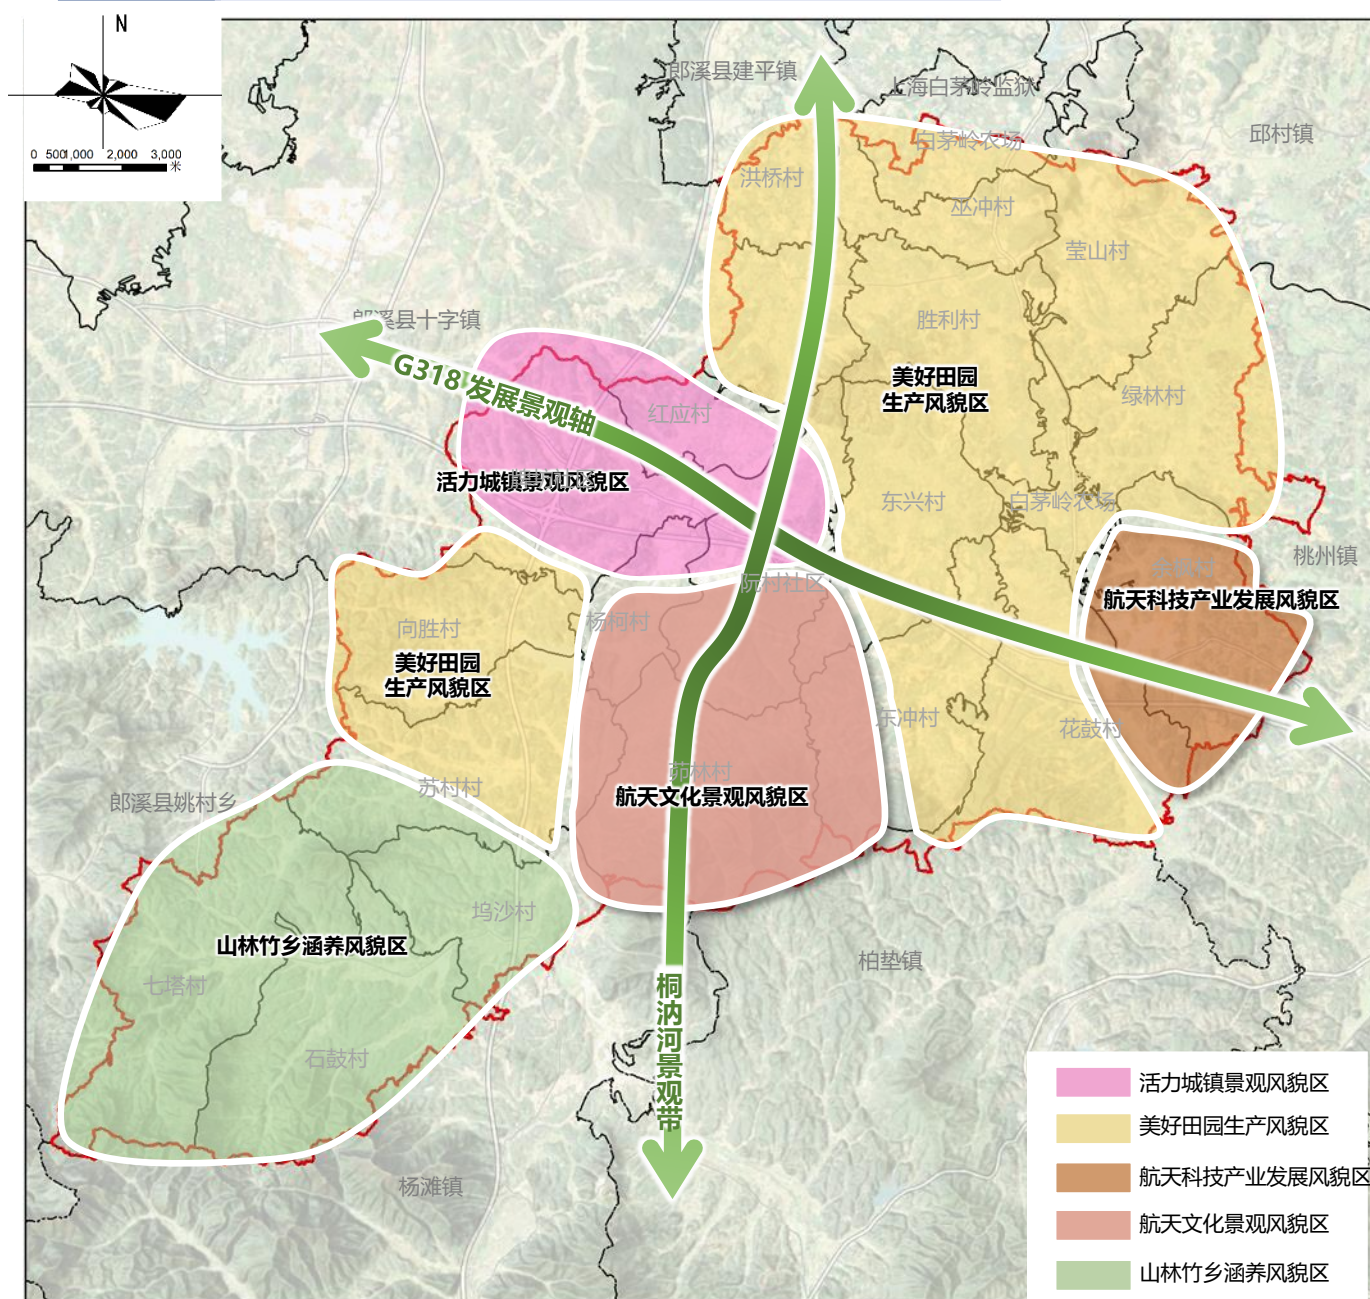 N
0 500 1,000 2,000 3,000
米
郎溪县建平镇
上海白茅岭监狱
白茅岭农场
邱村镇
洪桥村
巫冲村
莹山村
郎溪县十字镇
胜利村
G318 发展景观轴
美好田园
生产风貌区
绿林村
红应村
活力城镇景观风貌区
东兴村
白茅岭农场
桃州镇
阮村社区
航天科技产业发展风貌区
杨柯村
向胜村
美好田园
生产风貌区
东冲村
花鼓村
茆林村
航天文化景观风貌区
苏村村
郎溪县姚村乡
坞沙村
山林竹乡涵养风貌区
柏垫镇
七塔村
桐汭河景观带
石鼓村
杨滩镇
活力城镇景观风貌区
美好田园生产风貌区
航天科技产业发展风貌区
航天文化景观风貌区
山林竹乡涵养风貌区